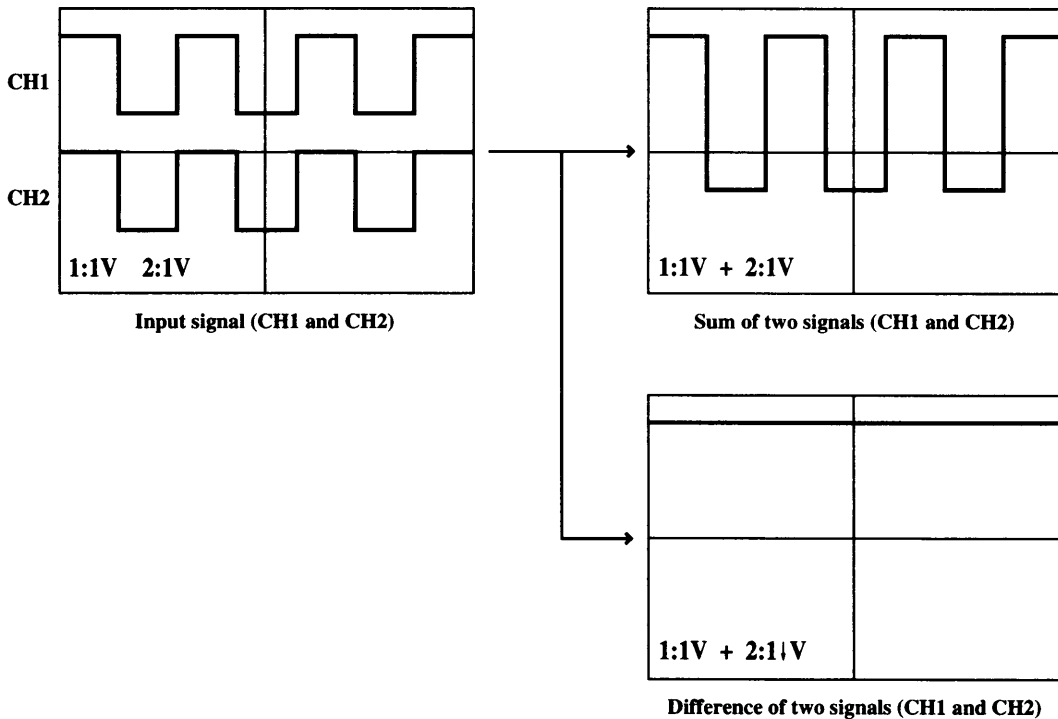 CH1
CH2
1:1V 2:1V
Input signal (CH1 and CH2)
1:1V + 2:1V
Sum of two signals (CH1 and CH2)
1:1V + 2:1↓V
Difference of two signals (CH1 and CH2)